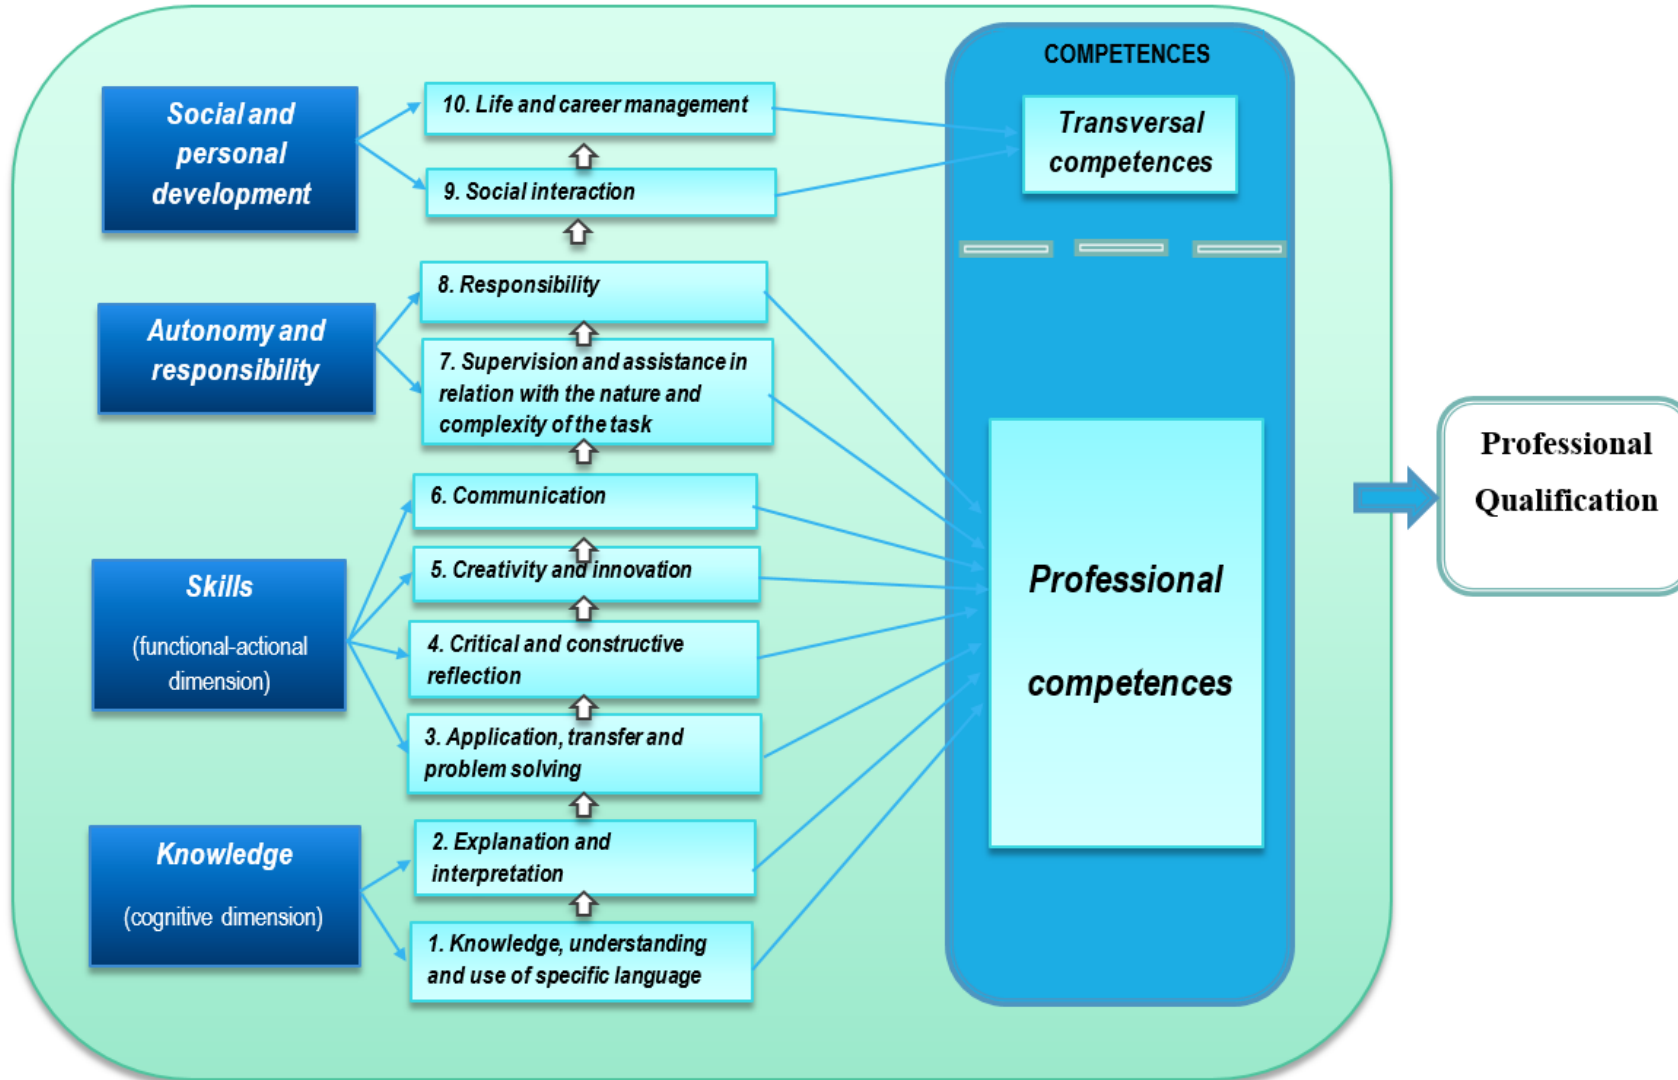 COMPETENCES
Social and
personal
development
10. Life and career management
9. Social interaction
Transversal
competences
Autonomy and
responsibility
8. Responsibility
7. Supervision and assistance in
relation with the nature and
complexity of the task
Skills
(functional-actional
dimension)
6. Communication
5. Creativity and innovation
4. Critical and constructive
reflection
3. Application, transfer and
problem solving
Knowledge
(cognitive dimension)
2. Explanation and
interpretation
1. Knowledge, understanding
and use of specific language
Professional
competences
Professional
Qualification